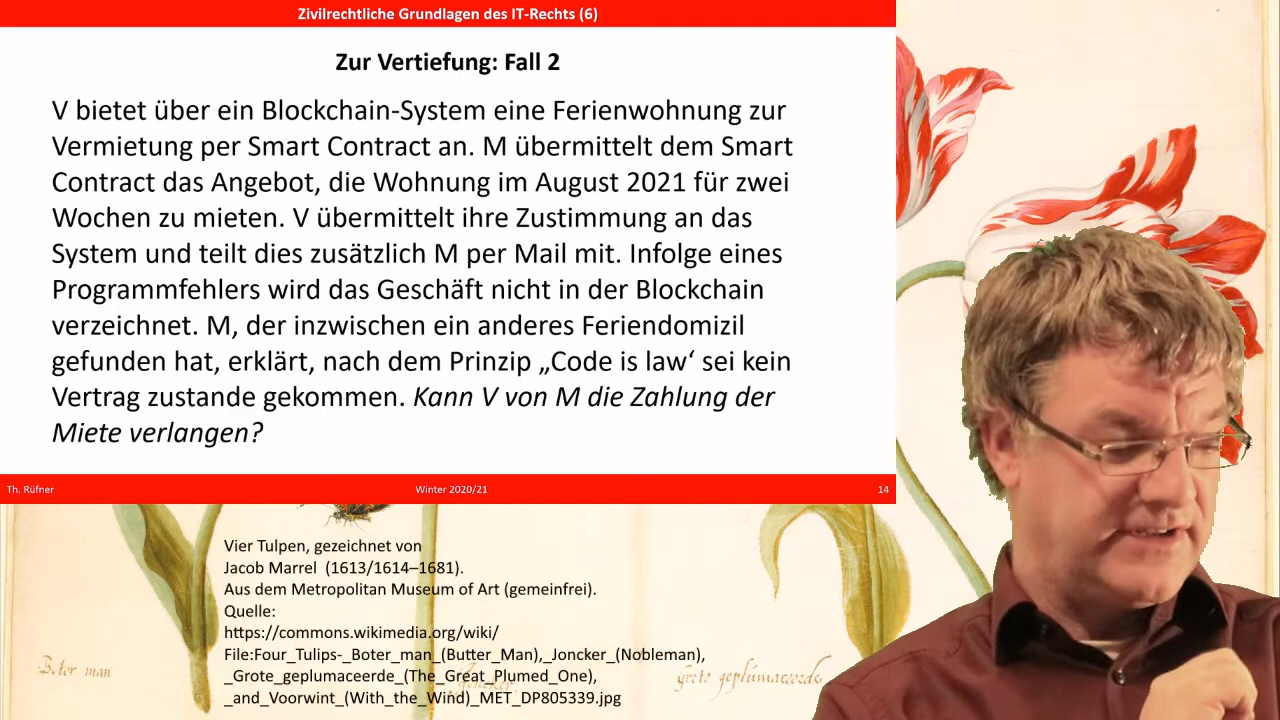 Zivilrechtliche Grundlagen des IT-Rechts (6)
Zur Vertiefung: Fall 2
V bietet über ein Blockchain-System eine Ferienwohnung zur
Vermietung per Smart Contract an. M übermittelt dem Smart
Contract das Angebot, die Wohnung im August 2021 für zwei
Wochen zu mieten. V übermittelt ihre Zustimmung an das
System und teilt dies zusätzlich M per Mail mit. Infolge eines
Programmfehlers wird das Geschäft nicht in der Blockchain
verzeichnet. M, der inzwischen ein anderes Feriendomizil
gefunden hat, erklärt, nach dem Prinzip „Code is law‘ sei kein
Vertrag zustande gekommen. Kann V von M die Zahlung der
Miete verlangen?
Th. Rüfner
Winter 2020/21
14
Vier Tulpen, gezeichnet von
Jacob Marrel  (1613/1614–1681).
Aus dem Metropolitan Museum of Art (gemeinfrei).
Quelle:
https://commons.wikimedia.org/wiki/
File:Four_Tulips-_Boter_man_(Butter_Man),_Joncker_(Nobleman),
_Grote_geplumaceerde_(The_Great_Plumed_One),
_and_Voorwint_(With_the_Wind)_MET_DP805339.jpg
Boter man
grote geplumaceerde